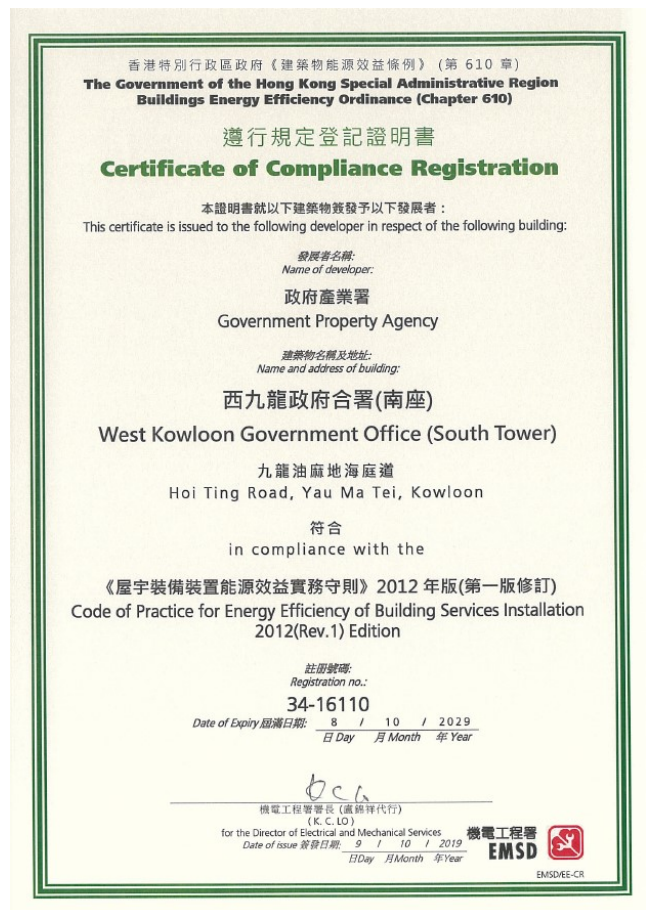 香港特別行政區政府《建築物能源效益條例》(第 610 章)
The Government of the Hong Kong Special Administrative Region
Buildings Energy Efficiency Ordinance (Chapter 610)
遵行規定登記證明書
Certificate of Compliance Registration
本證明書就以下建築物簽發予以下發展者：
This certificate is issued to the following developer in respect of the following building:
發展者名稱:
Name of developer:
政府產業署
Government Property Agency
建築物名稱及地址:
Name and address of building:
西九龍政府合署(南座)
West Kowloon Government Office (South Tower)
九龍油麻地海庭道
Hoi Ting Road, Yau Ma Tei, Kowloon
符合
in compliance with the
《屋宇裝備裝置能源效益實務守則》2012 年版(第一版修訂)
Code of Practice for Energy Efficiency of Building Services Installation
2012(Rev.1) Edition
註冊號碼:
Registration no.:
34-16110
Date of Expiry 屆滿日期: 8 / 10 / 2029
日 Day 月 Month 年 Year
機電工程署署長 (盧錦祥代行)
( K. C. LO )
for the Director of Electrical and Mechanical Services
Date of issue 簽發日期: 9 / 10 / 2019
日Day 月Month 年Year
機電工程署
EMSD
EMSD/EE-CR